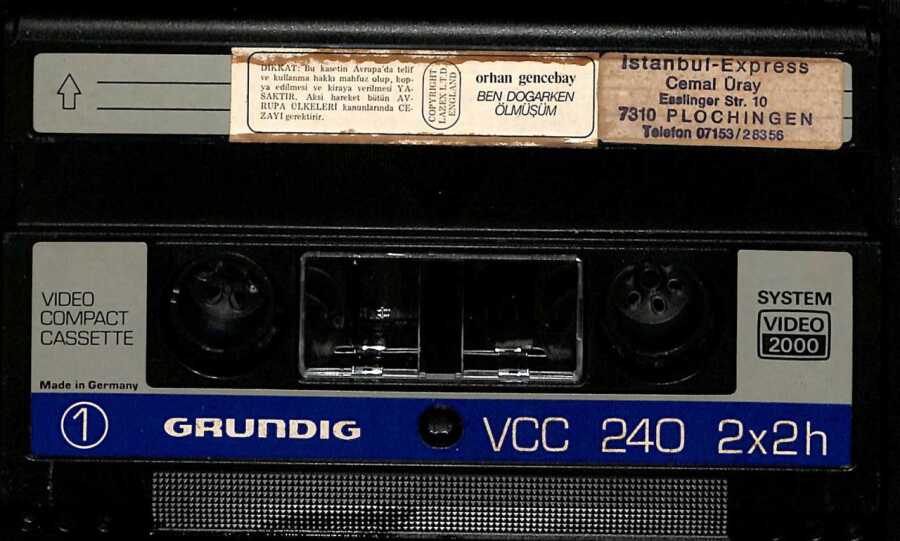 DIKKAT: Bu kasetin Avrupa'da telif
ve kullanma hakkı mahfuz olup, kop-
ya edilmesi ve kiraya verilmesi YA-
SAKTIR. Aksi hareket bütün AV-
RUPA ÜLKELERİ kanunlarında CE-
ZAYI gerektirir.
COPYRIGHT
LAZEX L.T.D.
ENGLAND
orhan gencebay
BEN DOGARKEN
ÖLMÜŞÜM
Istanbul-Express
Cemal Üray
Esslinger Str. 10
7310 PLOCHINGEN
Telefon 07153/28356
VIDEO
COMPACT
CASSETTE
Made in Germany
SYSTEM
VIDEO
2000
1 GRUNDIG VCC 240 2x2h